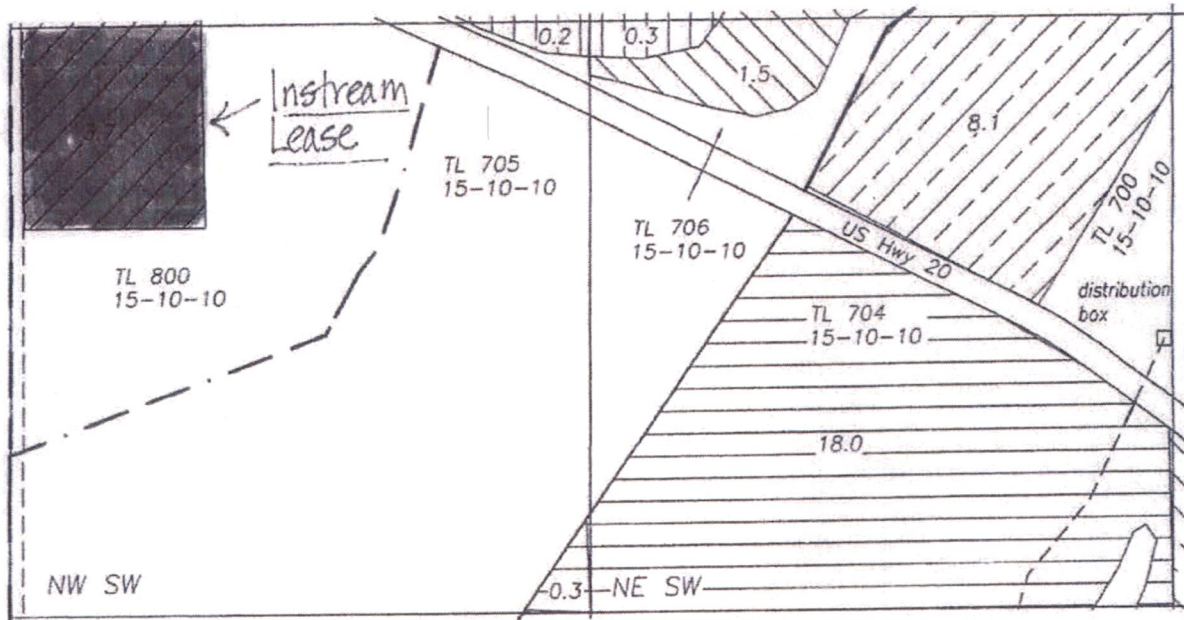 0.2
0.3
1.5
8.1
3.7
Instream
Lease
TL 705
15-10-10
TL 706
15-10-10
TL 700
15-10-10
US Hwy 20
TL 800
15-10-10
distribution
box
TL 704
15-10-10
18.0
NW SW
0.3
NE SW